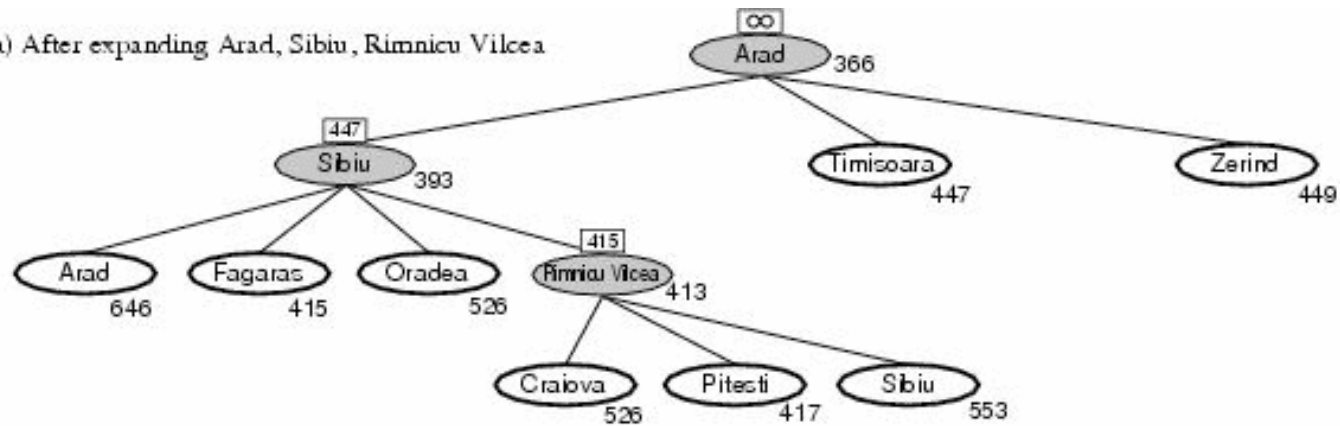 a) After expanding Arad, Sibiu, Rimnicu Vilcea
∞
Arad
366
447
Sibiu
393
Timisoara
447
Zerind
449
Arad
646
Fagaras
415
Oradea
526
415
Rimnicu Vilcea
413
Craiova
526
Pitesti
417
Sibiu
553